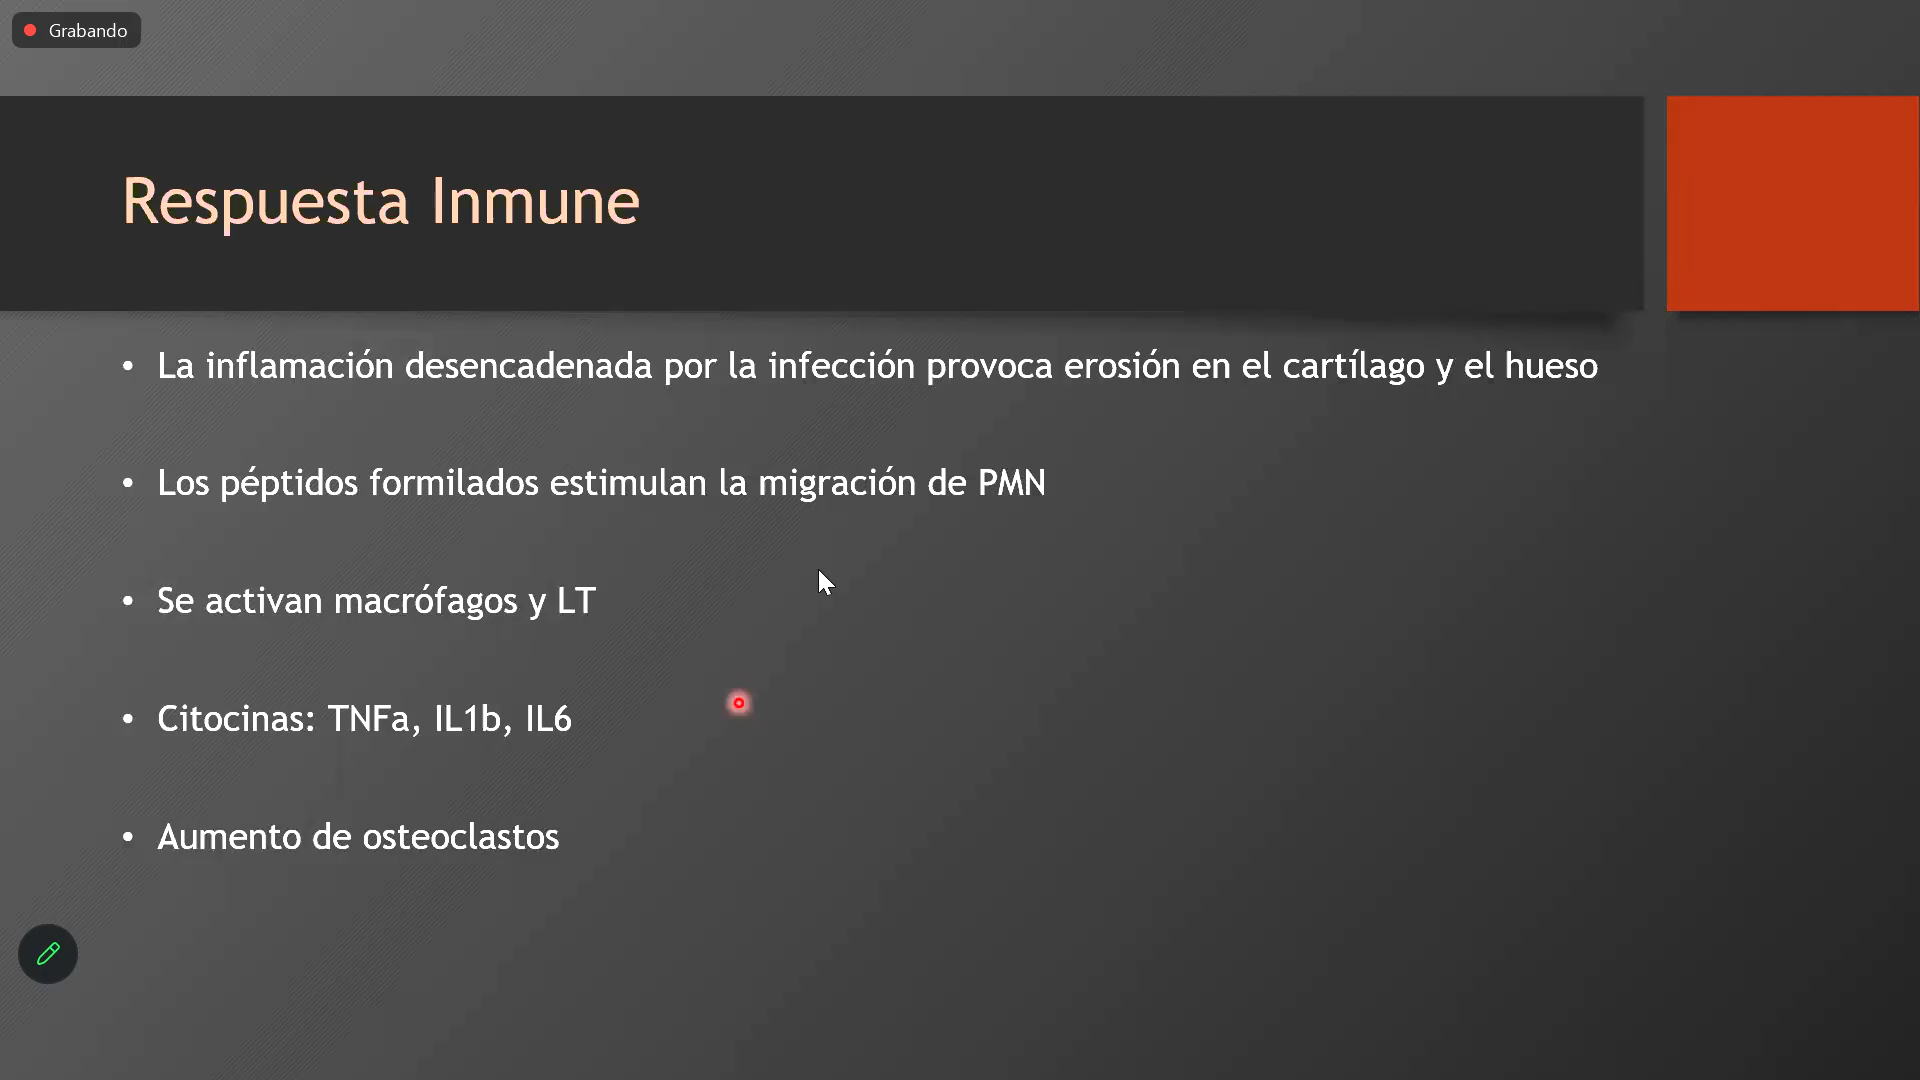 Grabando
Respuesta Inmune
• La inflamación desencadenada por la infección provoca erosión en el cartílago y el hueso
• Los péptidos formilados estimulan la migración de PMN
• Se activan macrófagos y LT
• Citocinas: TNFa, IL1b, IL6
• Aumento de osteoclastos